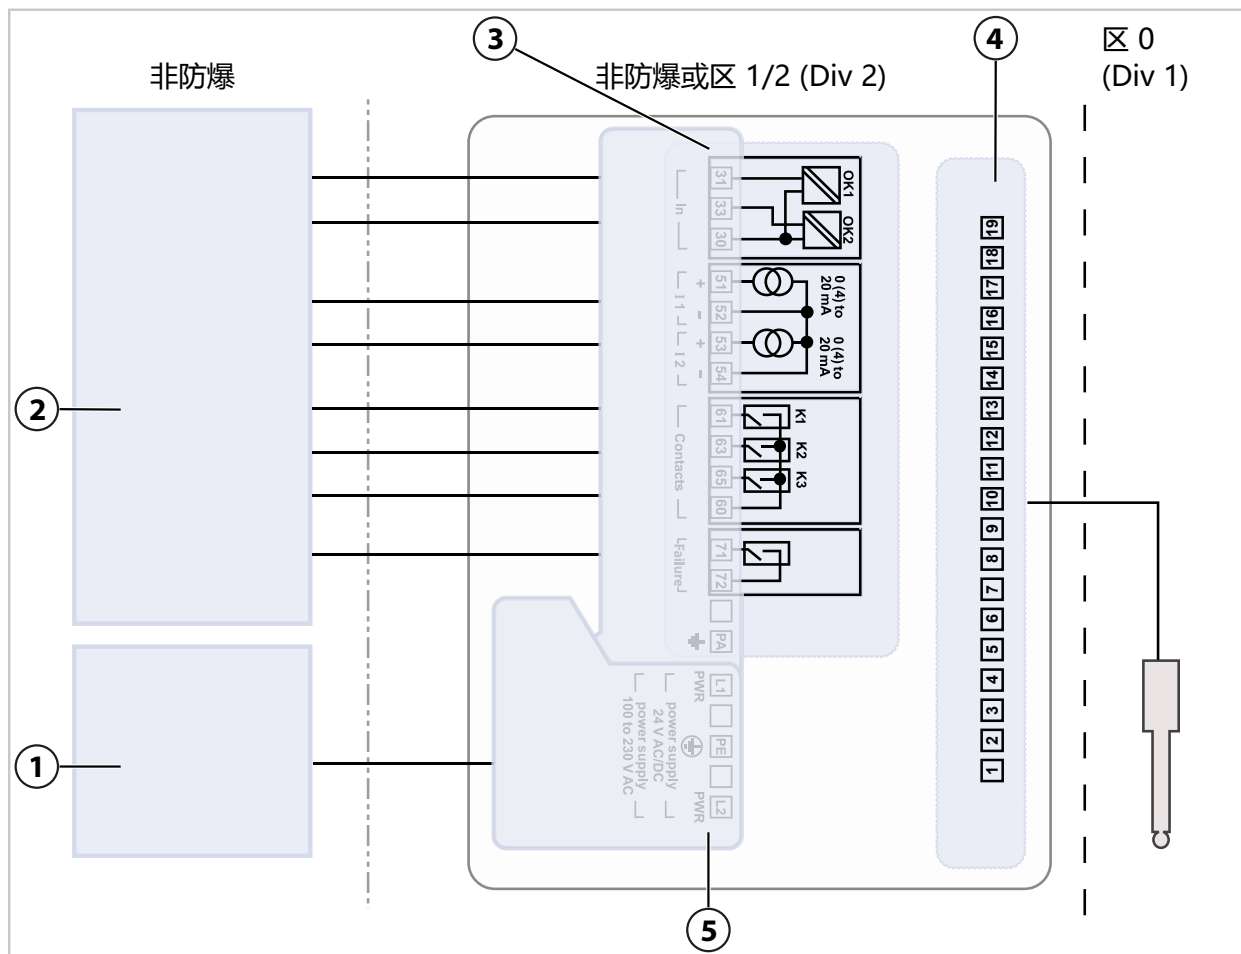 3
4
区 0
(Div 1)
非防爆
非防爆或区 1/2 (Div 2)
31
33
30
In
OK1
OK2
51
52
53
54
+
-
+
-
I 1
I 2
0 (4) to
20 mA
0 (4) to
20 mA
61
63
65
60
Contacts
K1
K2
K3
71
72
Failure
PA
L1
PWR
PE
L2
PWR
power supply
24 V AC/DC
power supply
100 to 230 V AC
19
18
17
16
15
14
13
12
11
10
9
8
7
6
5
4
3
2
1
2
1
5